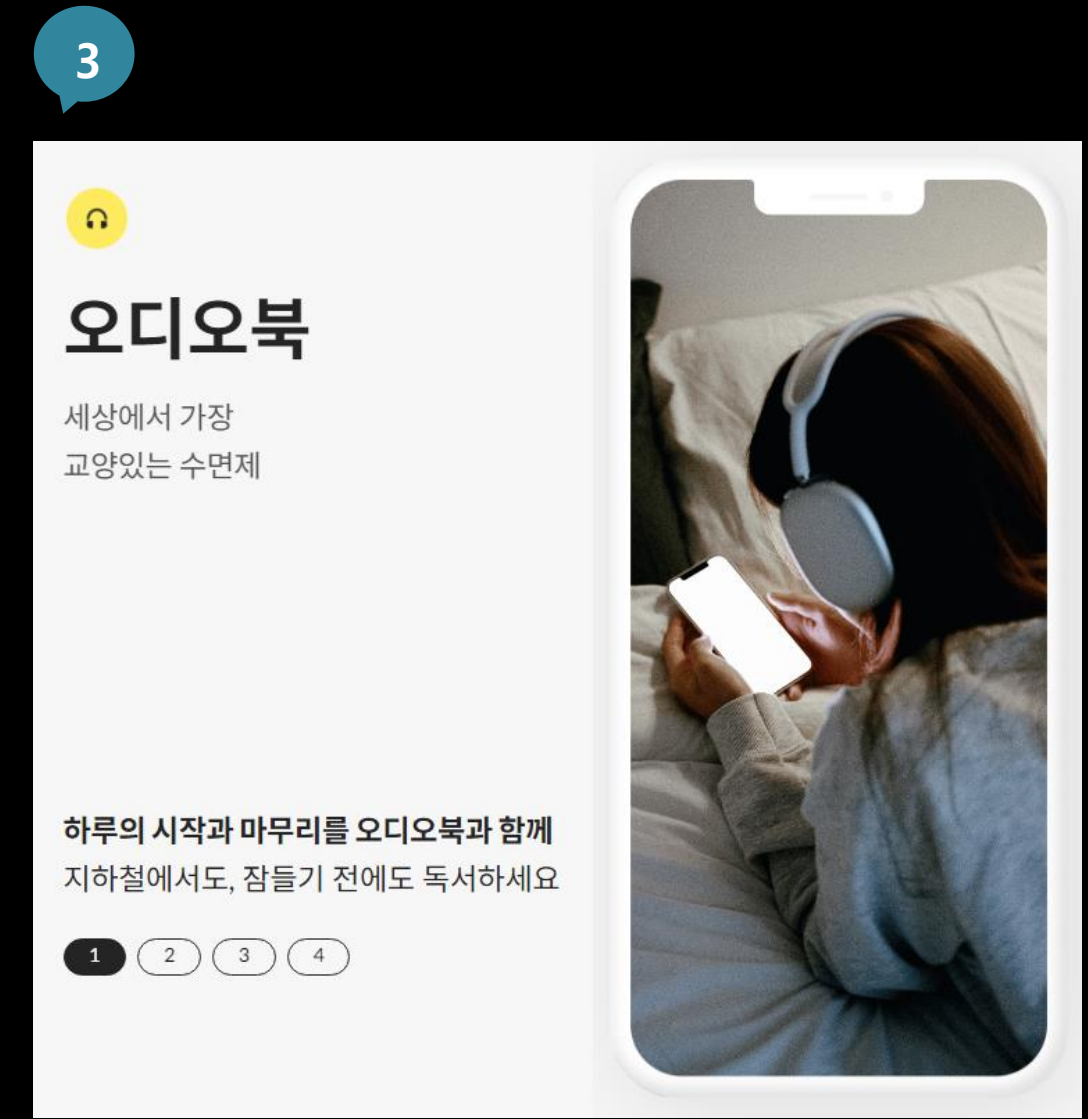 3
오디오북
세상에서 가장
교양있는 수면제
하루의 시작과 마무리를 오디오북과 함께
지하철에서도, 잠들기 전에도 독서하세요
1 2 3 4